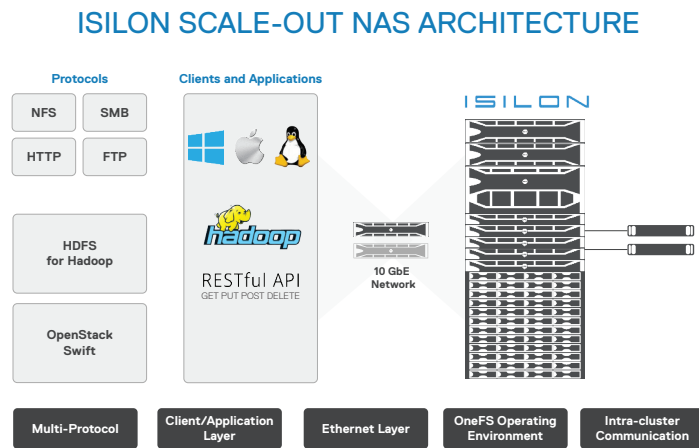 ISILON SCALE-OUT NAS ARCHITECTURE
Protocols
Clients and Applications
NFS
SMB
HTTP
FTP
HDFS
for Hadoop
OpenStack
Swift
hadoop
RESTful API
GET PUT POST DELETE
10 GbE
Network
ISILON
Multi-Protocol
Client/Application
Layer
Ethernet Layer
OneFS Operating
Environment
Intra-cluster
Communication